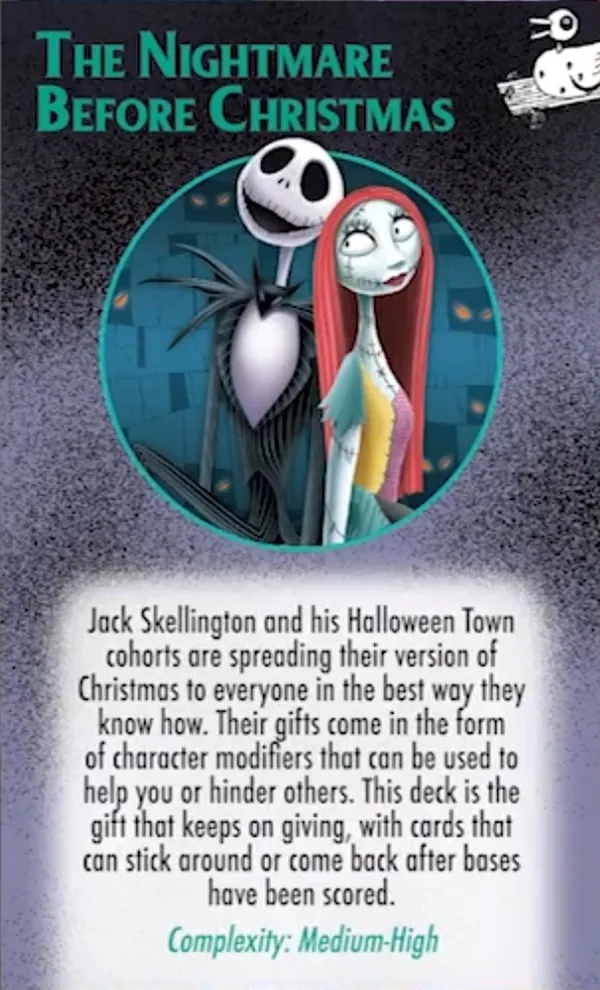 The Nightmare
Before Christmas
Jack Skellington and his Halloween Town
cohorts are spreading their version of
Christmas to everyone in the best way they
know how. Their gifts come in the form
of character modifiers that can be used to
help you or hinder others. This deck is the
gift that keeps on giving, with cards that
can stick around or come back after bases
have been scored.
Complexity: Medium-High